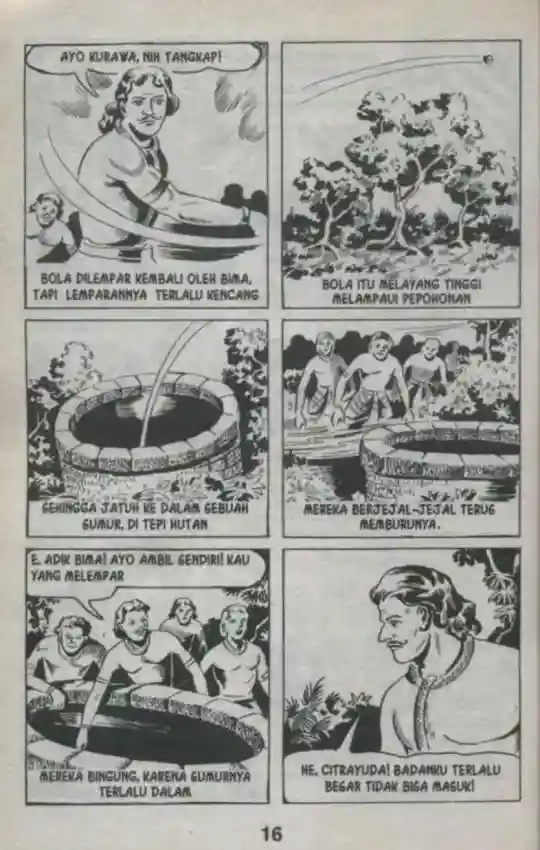 AYO KURAWA, NIH TANGKAP!
BOLA DILEMPAR KEMBALI OLEH BIMA,
TAPI LEMPARANNYA TERLALU KENCANG
BOLA ITU MELAYANG TINGGI
MELAMPAUI PEPOHONAN
SEHINGGA JATUH KE DALAM SEBUAH
SUMUR, DI TEPI HUTAN
MEREKA BERJEJAL-JEJAL TERUS
MEMBURUNYA.
E, ADIK BIMA! AYO AMBIL SENDIRI! KAU
YANG MELEMPAR
MEREKA BINGUNG, KARENA SUMURNYA
TERLALU DALAM
HE, CITRAYUDA! BADANKU TERLALU
BESAR TIDAK BISA MASUK!
16